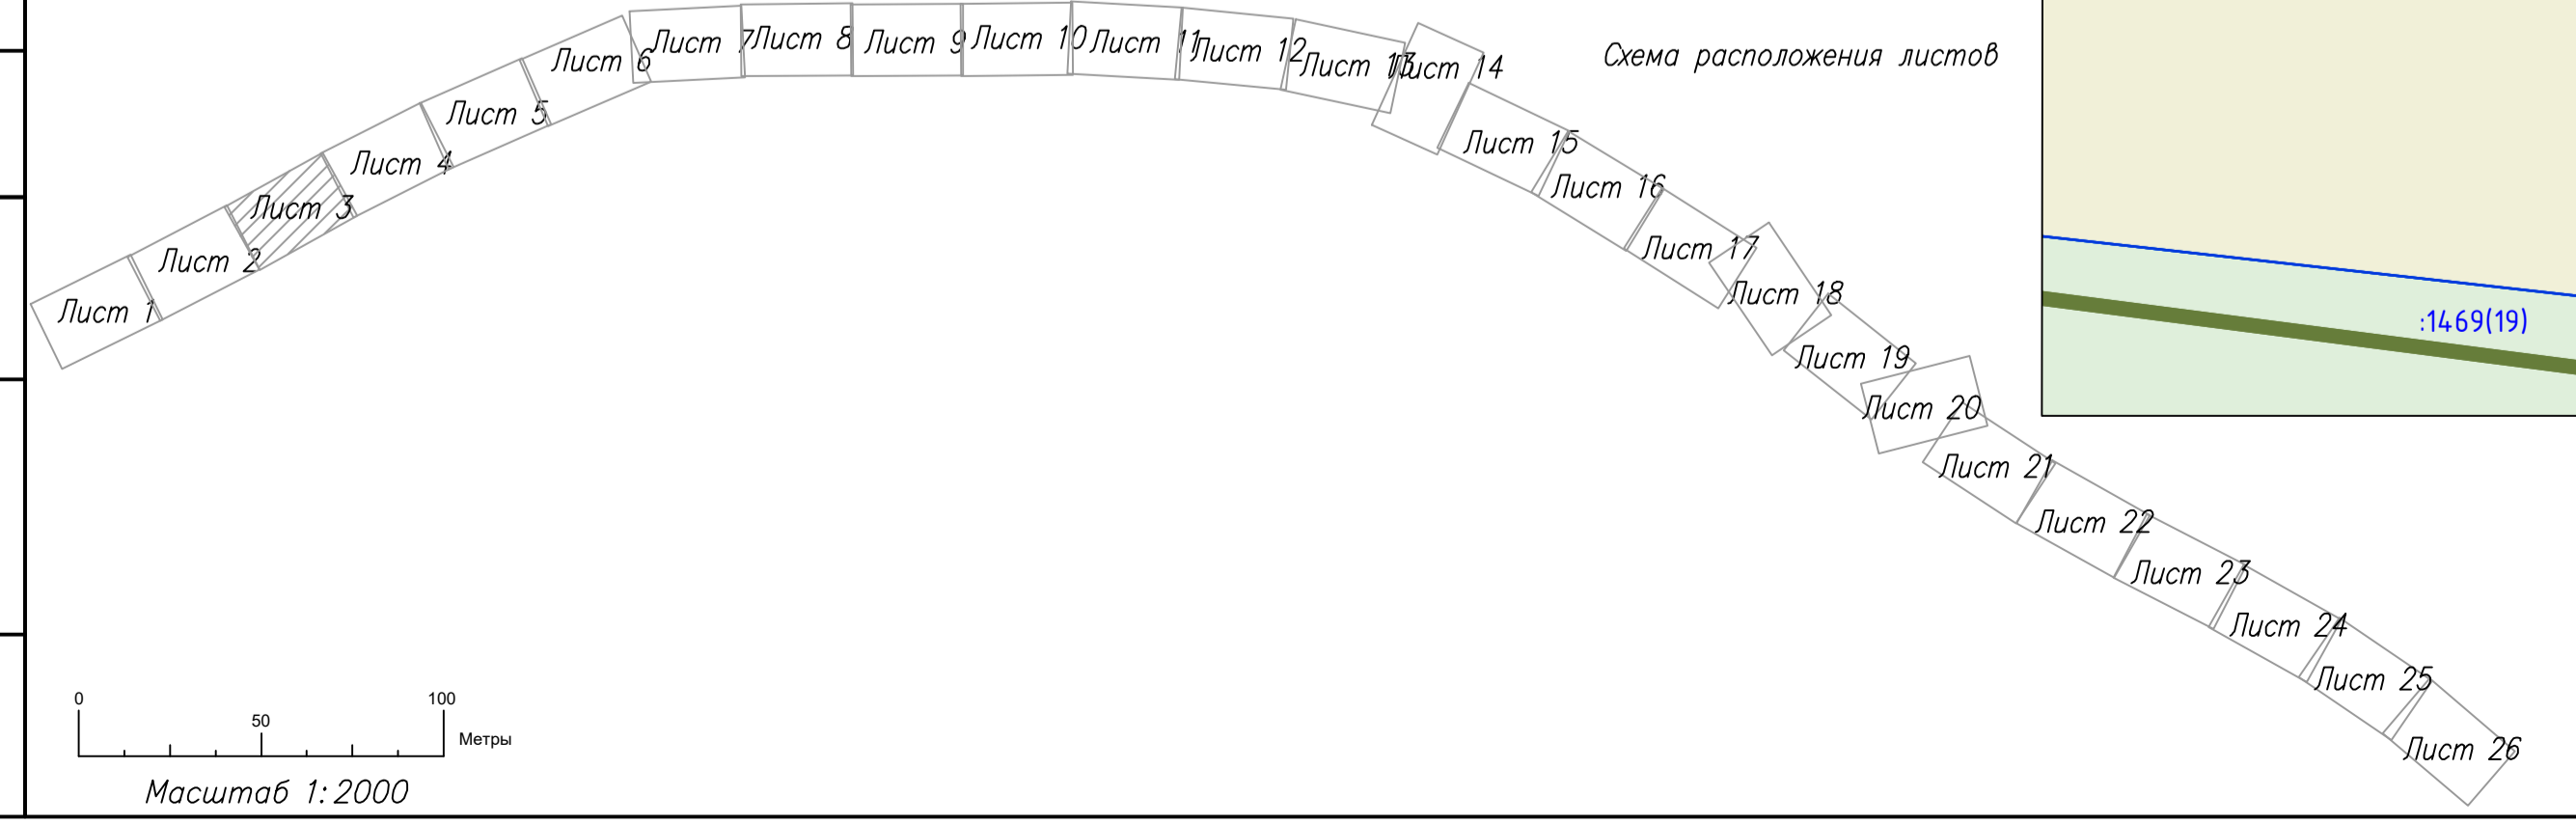 Схема расположения листов
Лист 1
Лист 2
Лист 3
Лист 4
Лист 5
Лист 6
Лист 7
Лист 8
Лист 9
Лист 10
Лист 11
Лист 12
Лист 13
Лист 14
Лист 15
Лист 16
Лист 17
Лист 18
Лист 19
Лист 20
Лист 21
Лист 22
Лист 23
Лист 24
Лист 25
Лист 26
:1469(19)
0 50 100
Метры
Масштаб 1:2000